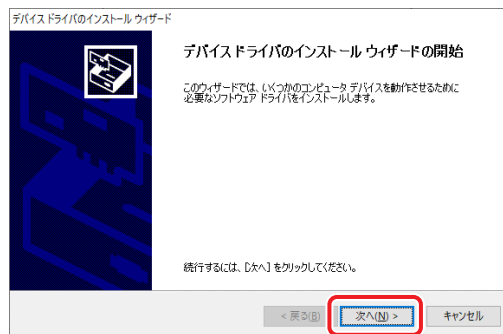 デバイス ドライバのインストール ウィザード
デバイス ドライバのインストール ウィザードの開始
このウィザードでは、いくつかのコンピュータ デバイスを動作させるために
必要なソフトウェア ドライバをインストールします。
続行するには、[次へ] をクリックしてください。
< 戻る(B) 次へ(N) > キャンセル